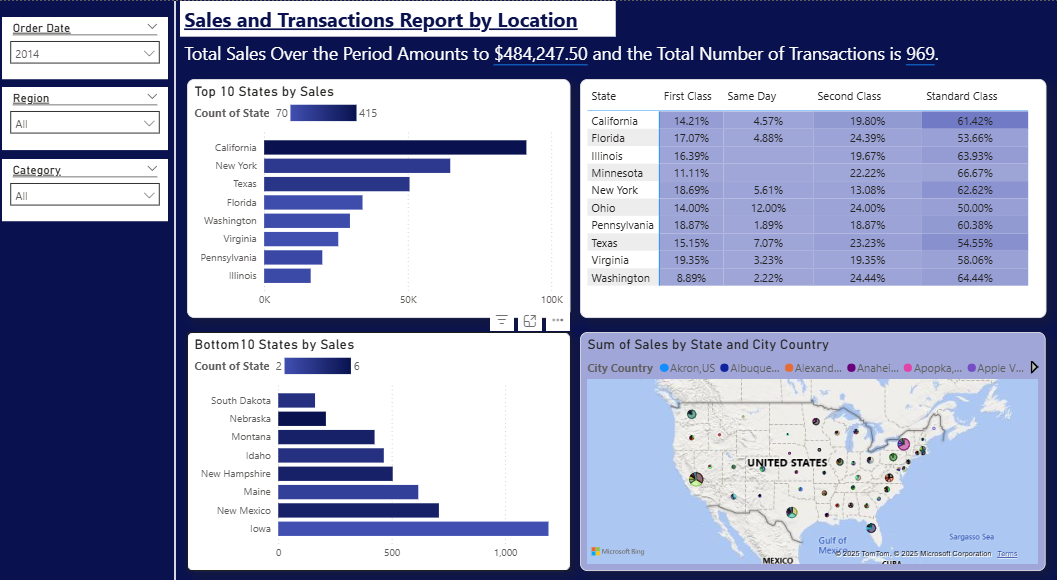 Order Date
2014
Region
All
Category
All
Sales and Transactions Report by Location
Total Sales Over the Period Amounts to $484,247.50 and the Total Number of Transactions is 969.
Top 10 States by Sales
Count of State 70 415
California
New York
Texas
Florida
Washington
Virginia
Pennsylvania
Illinois
0K 50K 100K
State First Class Same Day Second Class Standard Class
California 14.21% 4.57% 19.80% 61.42%
Florida 17.07% 4.88% 24.39% 53.66%
Illinois 16.39% 19.67% 63.93%
Minnesota 11.11% 22.22% 66.67%
New York 18.69% 5.61% 13.08% 62.62%
Ohio 14.00% 12.00% 24.00% 50.00%
Pennsylvania 18.87% 1.89% 18.87% 60.38%
Texas 15.15% 7.07% 23.23% 54.55%
Virginia 19.35% 3.23% 19.35% 58.06%
Washington 8.89% 2.22% 24.44% 64.44%
Bottom10 States by Sales
Count of State 2 6
South Dakota
Nebraska
Montana
Idaho
New Hampshire
Maine
New Mexico
Iowa
0 500 1,000
Sum of Sales by State and City Country
City Country Akron,US Albuque... Alexand... Anahei... Apopka,... Apple V...
UNITED STATES
Gulf of
Mexico
Sargasso Sea
MEXICO
CUBA
Microsoft Bing
© 2025 TomTom, © 2025 Microsoft Corporation Terms